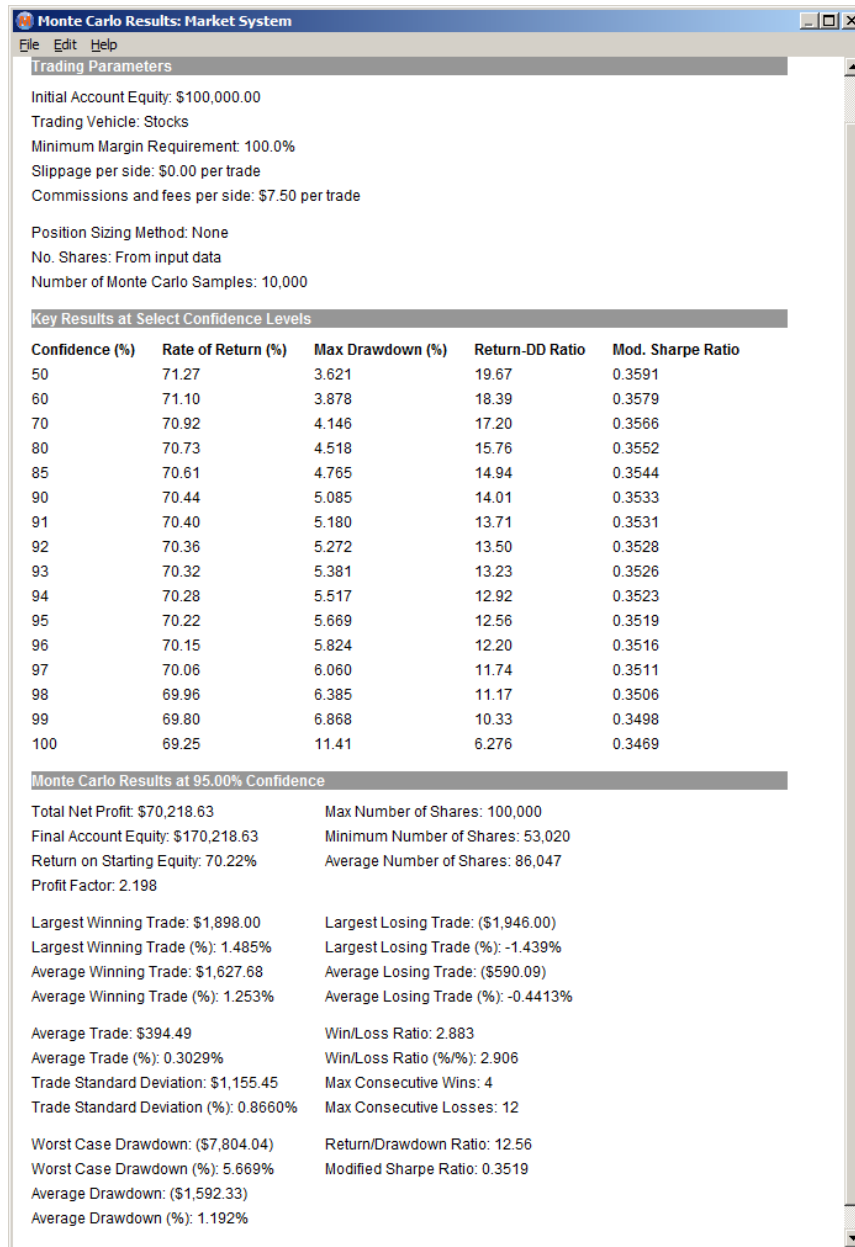 Monte Carlo Results: Market System
File Edit Help
Trading Parameters
Initial Account Equity: $100,000.00
Trading Vehicle: Stocks
Minimum Margin Requirement: 100.0%
Slippage per side: $0.00 per trade
Commissions and fees per side: $7.50 per trade
Position Sizing Method: None
No. Shares: From input data
Number of Monte Carlo Samples: 10,000
Key Results at Select Confidence Levels
Confidence (%) Rate of Return (%) Max Drawdown (%) Return-DD Ratio Mod. Sharpe Ratio
50 71.27 3.621 19.67 0.3591
60 71.10 3.878 18.39 0.3579
70 70.92 4.146 17.20 0.3566
80 70.73 4.518 15.76 0.3552
85 70.61 4.765 14.94 0.3544
90 70.44 5.085 14.01 0.3533
91 70.40 5.180 13.71 0.3531
92 70.36 5.272 13.50 0.3528
93 70.32 5.381 13.23 0.3526
94 70.28 5.517 12.92 0.3523
95 70.22 5.669 12.56 0.3519
96 70.15 5.824 12.20 0.3516
97 70.06 6.060 11.74 0.3511
98 69.96 6.385 11.17 0.3506
99 69.80 6.868 10.33 0.3498
100 69.25 11.41 6.276 0.3469
Monte Carlo Results at 95.00% Confidence
Total Net Profit: $70,218.63 Max Number of Shares: 100,000
Final Account Equity: $170,218.63 Minimum Number of Shares: 53,020
Return on Starting Equity: 70.22% Average Number of Shares: 86,047
Profit Factor: 2.198
Largest Winning Trade: $1,898.00 Largest Losing Trade: ($1,946.00)
Largest Winning Trade (%): 1.485% Largest Losing Trade (%): -1.439%
Average Winning Trade: $1,627.68 Average Losing Trade: ($590.09)
Average Winning Trade (%): 1.253% Average Losing Trade (%): -0.4413%
Average Trade: $394.49 Win/Loss Ratio: 2.883
Average Trade (%): 0.3029% Win/Loss Ratio (%/%): 2.906
Trade Standard Deviation: $1,155.45 Max Consecutive Wins: 4
Trade Standard Deviation (%): 0.8660% Max Consecutive Losses: 12
Worst Case Drawdown: ($7,804.04) Return/Drawdown Ratio: 12.56
Worst Case Drawdown (%): 5.669% Modified Sharpe Ratio: 0.3519
Average Drawdown: ($1,592.33)
Average Drawdown (%): 1.192%